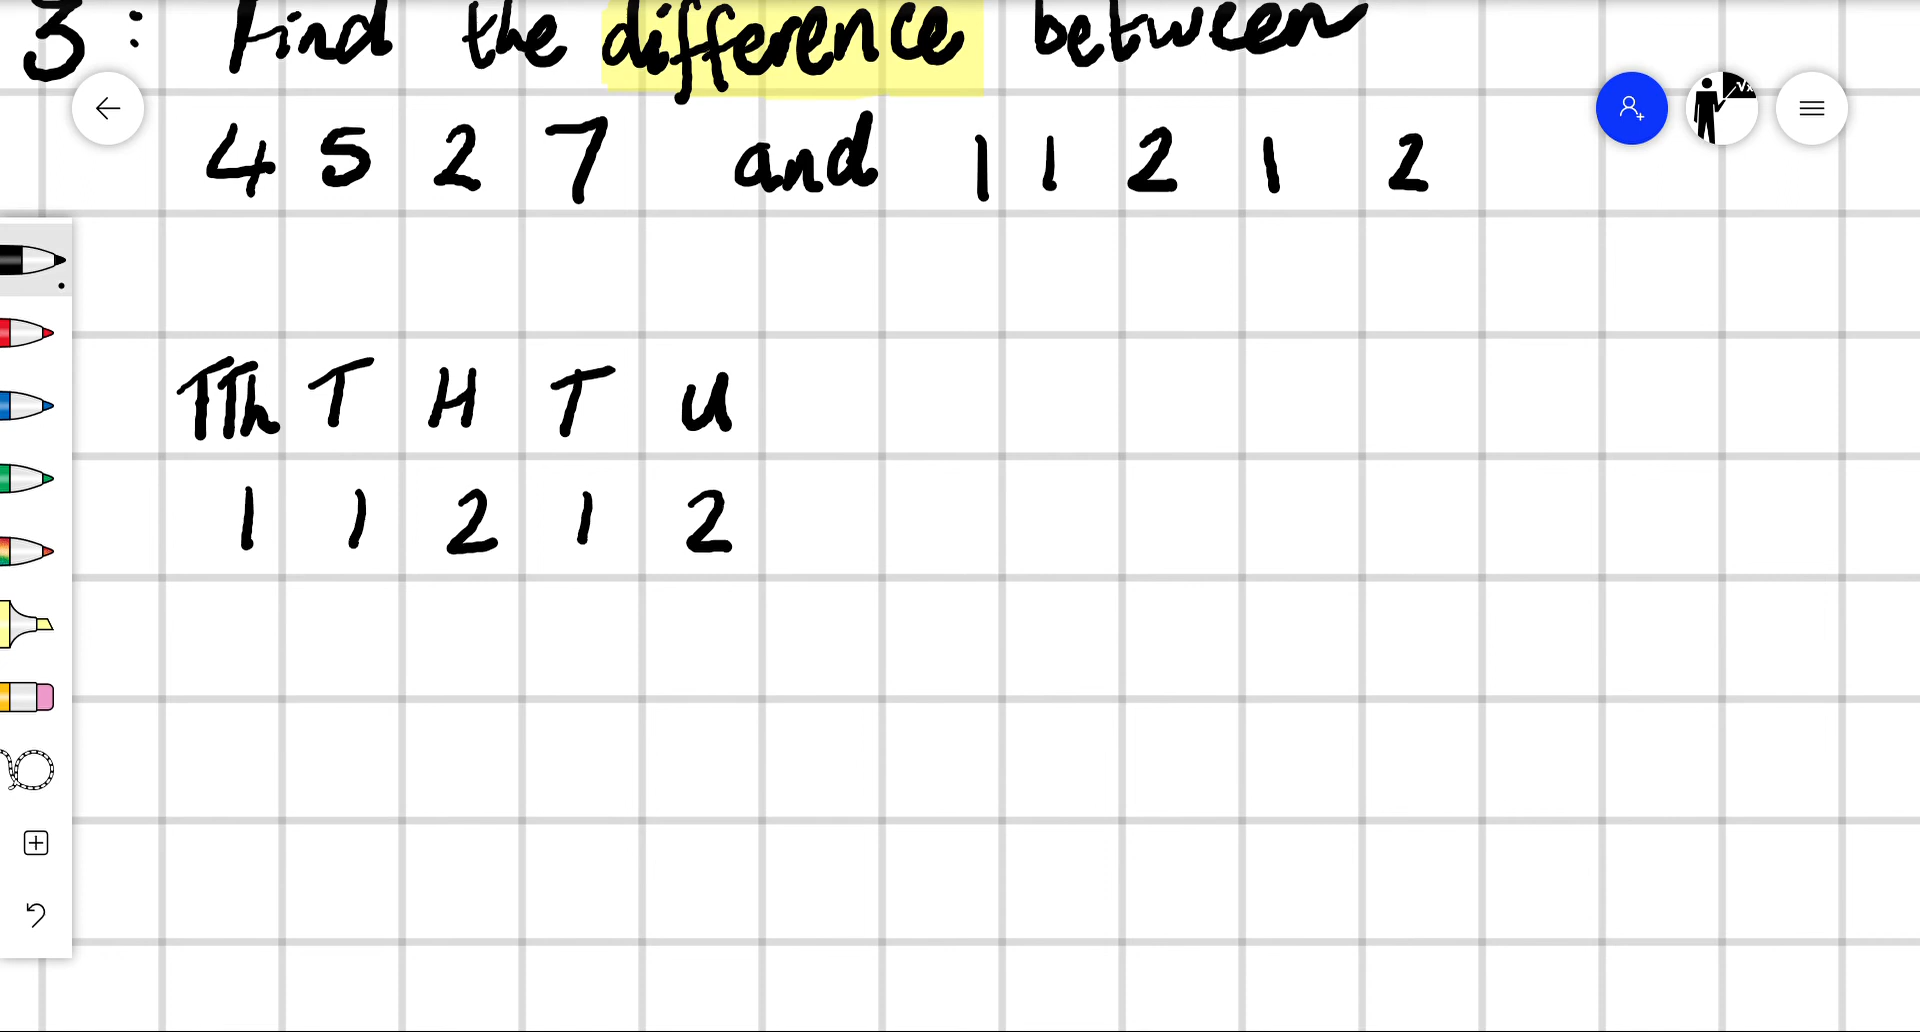 3: Find the difference between
4 5 2 7 and 1 1 2 1 2
TTh T H T U
1 1 2 1 2